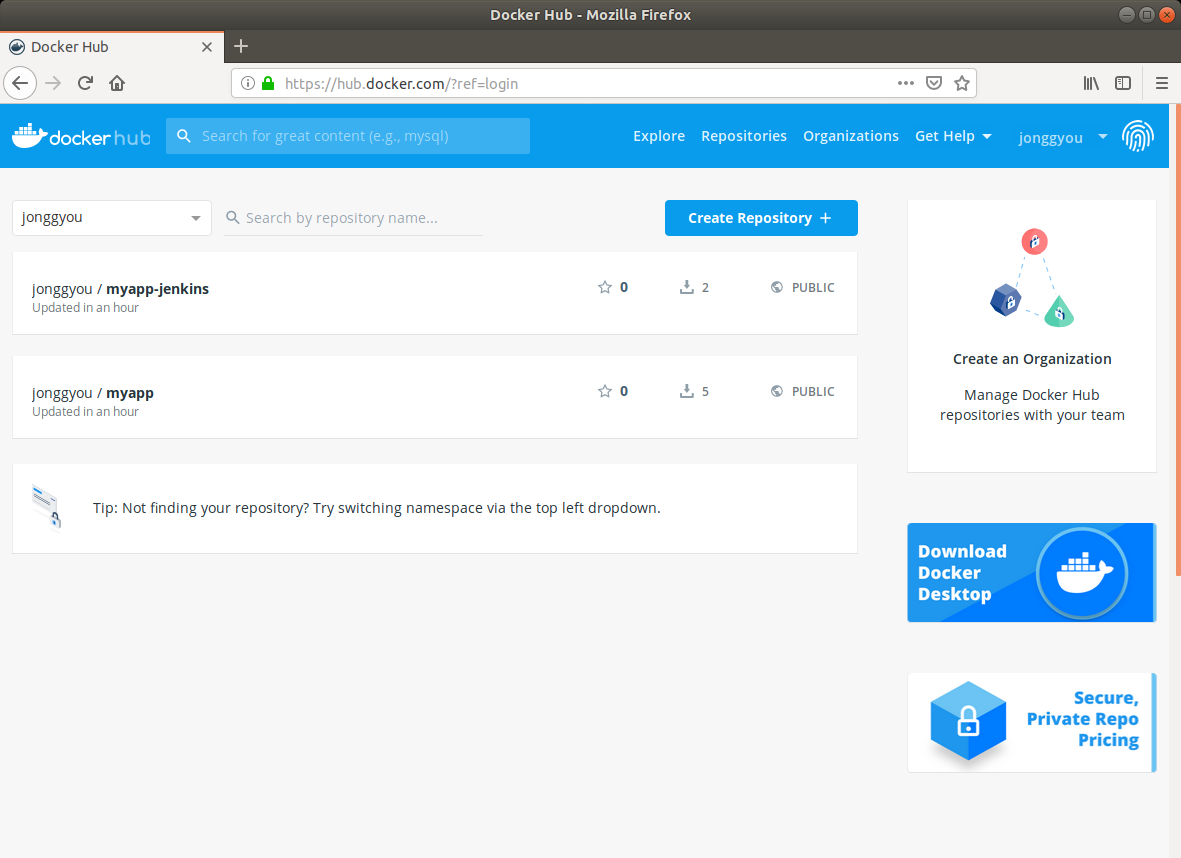 Docker Hub - Mozilla Firefox
Docker Hub
https://hub.docker.com/?ref=login
docker hub
Search for great content (e.g., mysql)
Explore
Repositories
Organizations
Get Help
jonggyou
jonggyou
Search by repository name...
Create Repository +
jonggyou / myapp-jenkins
Updated in an hour
0
2
PUBLIC
jonggyou / myapp
Updated in an hour
0
5
PUBLIC
Tip: Not finding your repository? Try switching namespace via the top left dropdown.
Create an Organization
Manage Docker Hub
repositories with your team
Download
Docker
Desktop
Secure,
Private Repo
Pricing